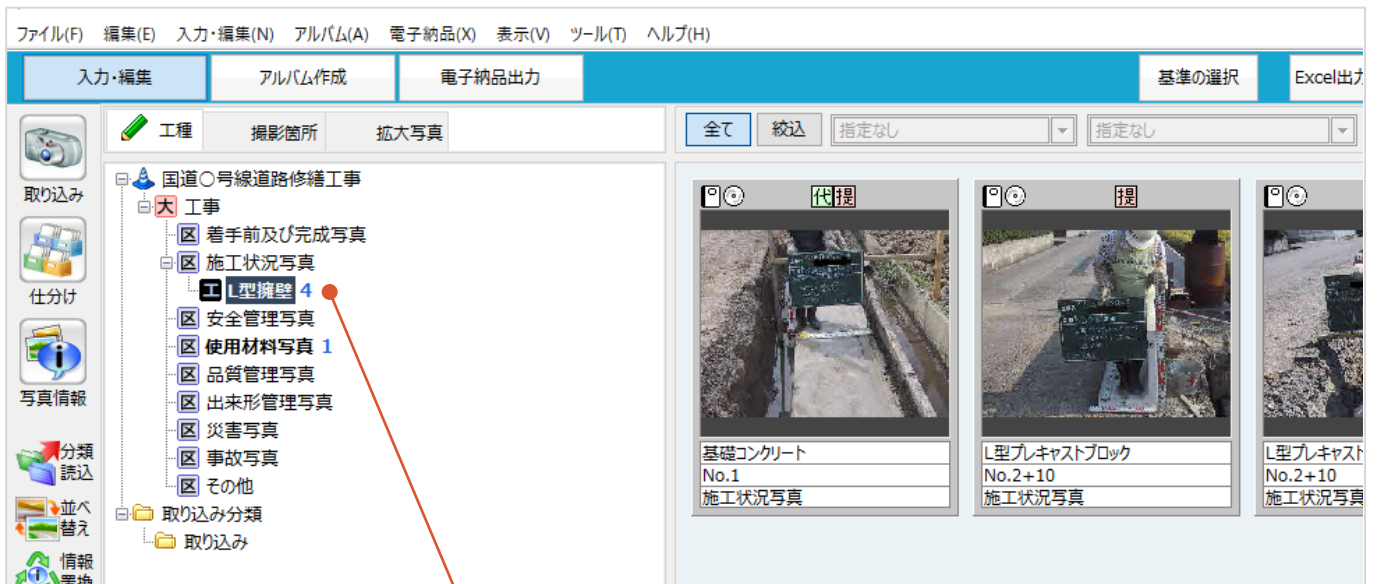 ファイル(F) 編集(E) 入力・編集(N) アルバム(A) 電子納品(X) 表示(V) ツール(T) ヘルプ(H)
入力・編集 アルバム作成 電子納品出力 基準の選択 Excel出力
工種 撮影箇所 拡大写真 全て 絞込 指定なし 指定なし
取り込み
仕分け
写真情報
分類
読込
並べ
替え
情報
置換
国道〇号線道路修繕工事
大 工事
区 着手前及び完成写真
区 施工状況写真
工 L型擁壁 4
区 安全管理写真
区 使用材料写真 1
区 品質管理写真
区 出来形管理写真
区 災害写真
区 事故写真
区 その他
取り込み分類
取り込み
代 提
基礎コンクリート
No.1
施工状況写真
提
L型プレキャストブロック
No.2+10
施工状況写真
L型プレキャスト
No.2+10
施工状況写真